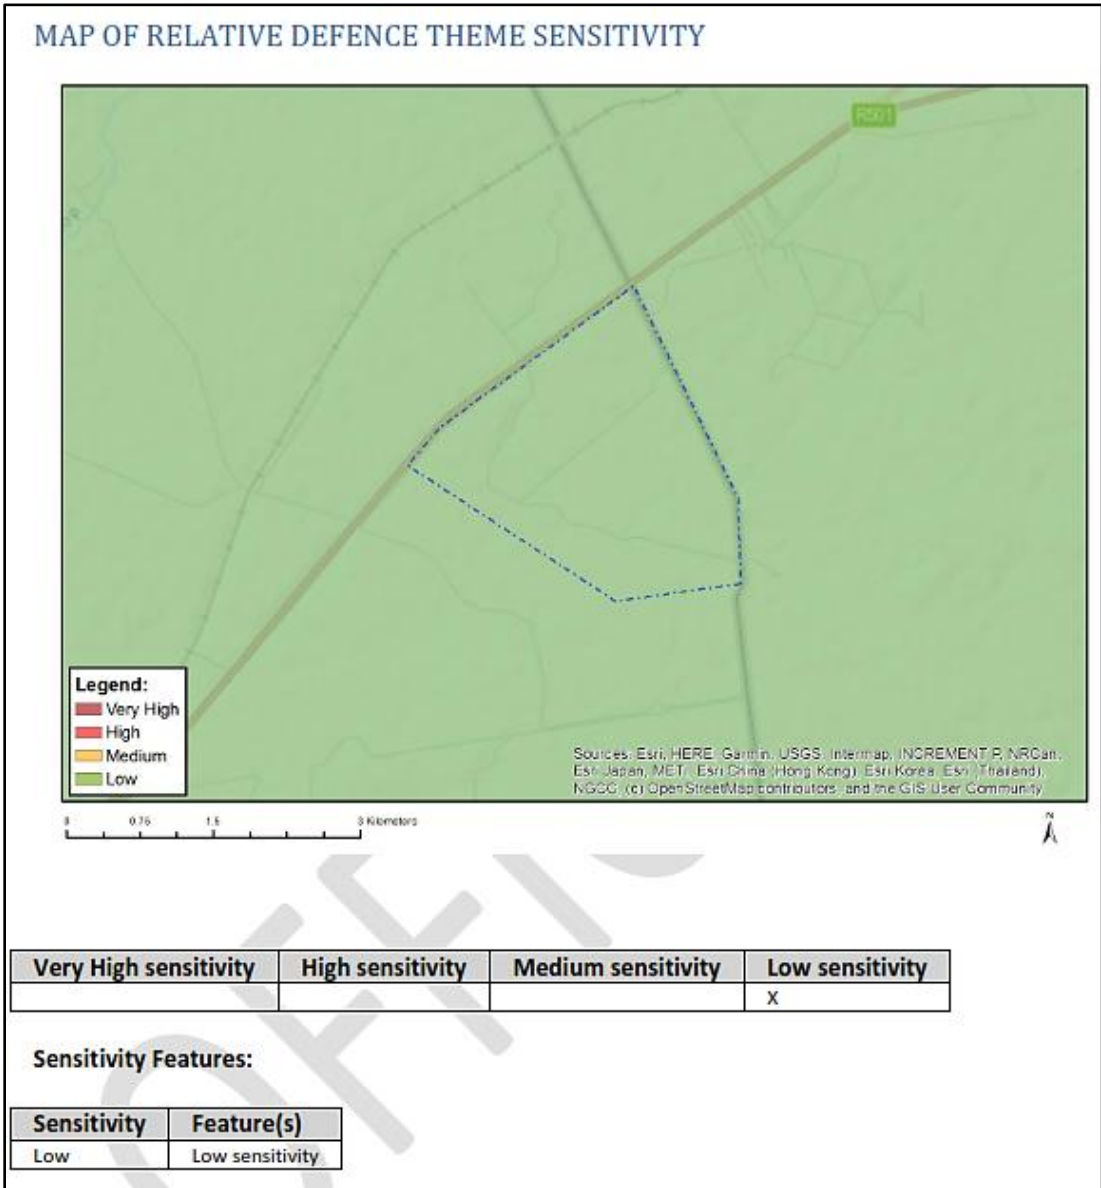 MAP OF RELATIVE DEFENCE THEME SENSITIVITY
R501
Legend:
Very High
High
Medium
Low
Sources: Esri, HERE, Garmin, USGS, Intermap, INCREMENT P, NRCan,
Esri Japan, METI, Esri China (Hong Kong), Esri Korea, Esri (Thailand),
NGCC, (c) OpenStreetMap contributors, and the GIS User Community
0 0.75 1.5 3 Kilometers
N
Very High sensitivity High sensitivity Medium sensitivity Low sensitivity
X
Sensitivity Features:
Sensitivity Feature(s)
Low Low sensitivity